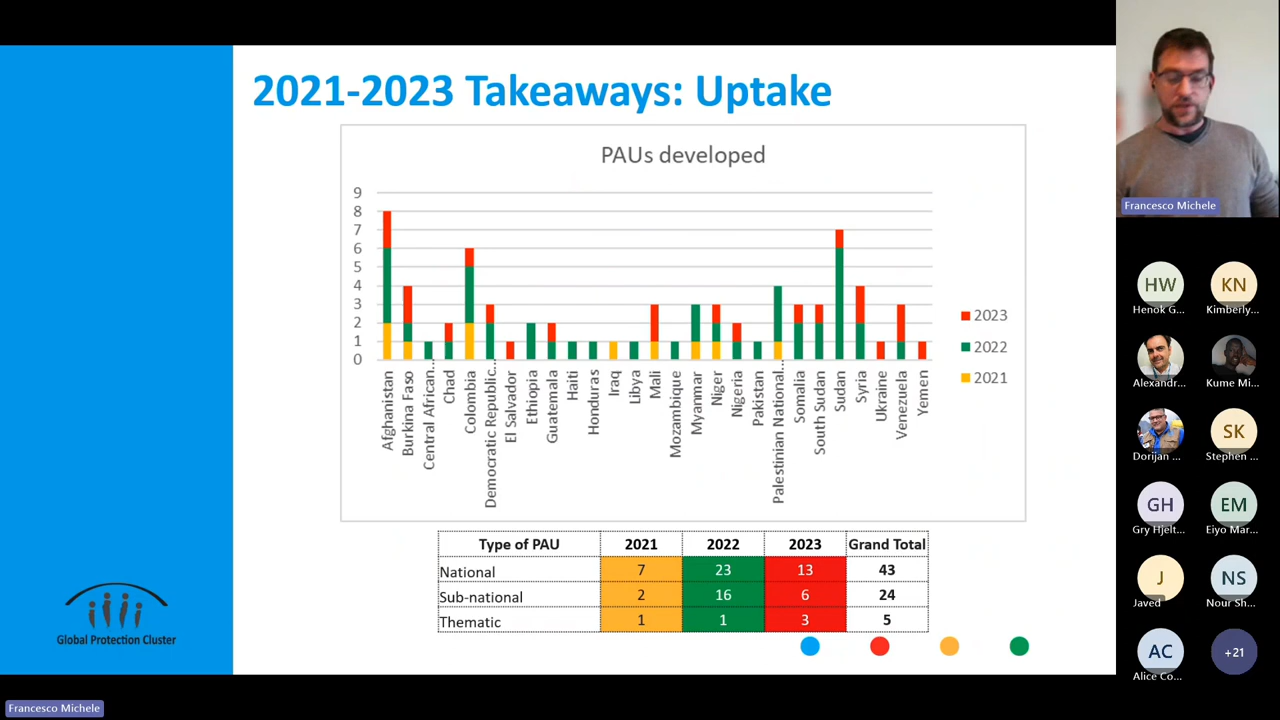 2021-2023 Takeaways: Uptake
PAUs developed
9
8
7
6
5
4
3
2
1
0
Afghanistan
Burkina Faso
Central African...
Chad
Colombia
Democratic Republic...
El Salvador
Ethiopia
Guatemala
Haiti
Honduras
Iraq
Libya
Mali
Mozambique
Myanmar
Niger
Nigeria
Pakistan
Palestinian National...
Somalia
South Sudan
Sudan
Syria
Ukraine
Venezuela
Yemen
2023
2022
2021
Type of PAU 2021 2022 2023 Grand Total
National 7 23 13 43
Sub-national 2 16 6 24
Thematic 1 1 3 5
Global Protection Cluster
Francesco Michele
Francesco Michele
HW KN
Henok G... Kimberly...
Alexandr... Kume Mi...
SK
Dorijan ... Stephen ...
GH EM
Gry Hjelt... Eiyo Mar...
J NS
Javed Nour Sh...
AC +21
Alice Co...